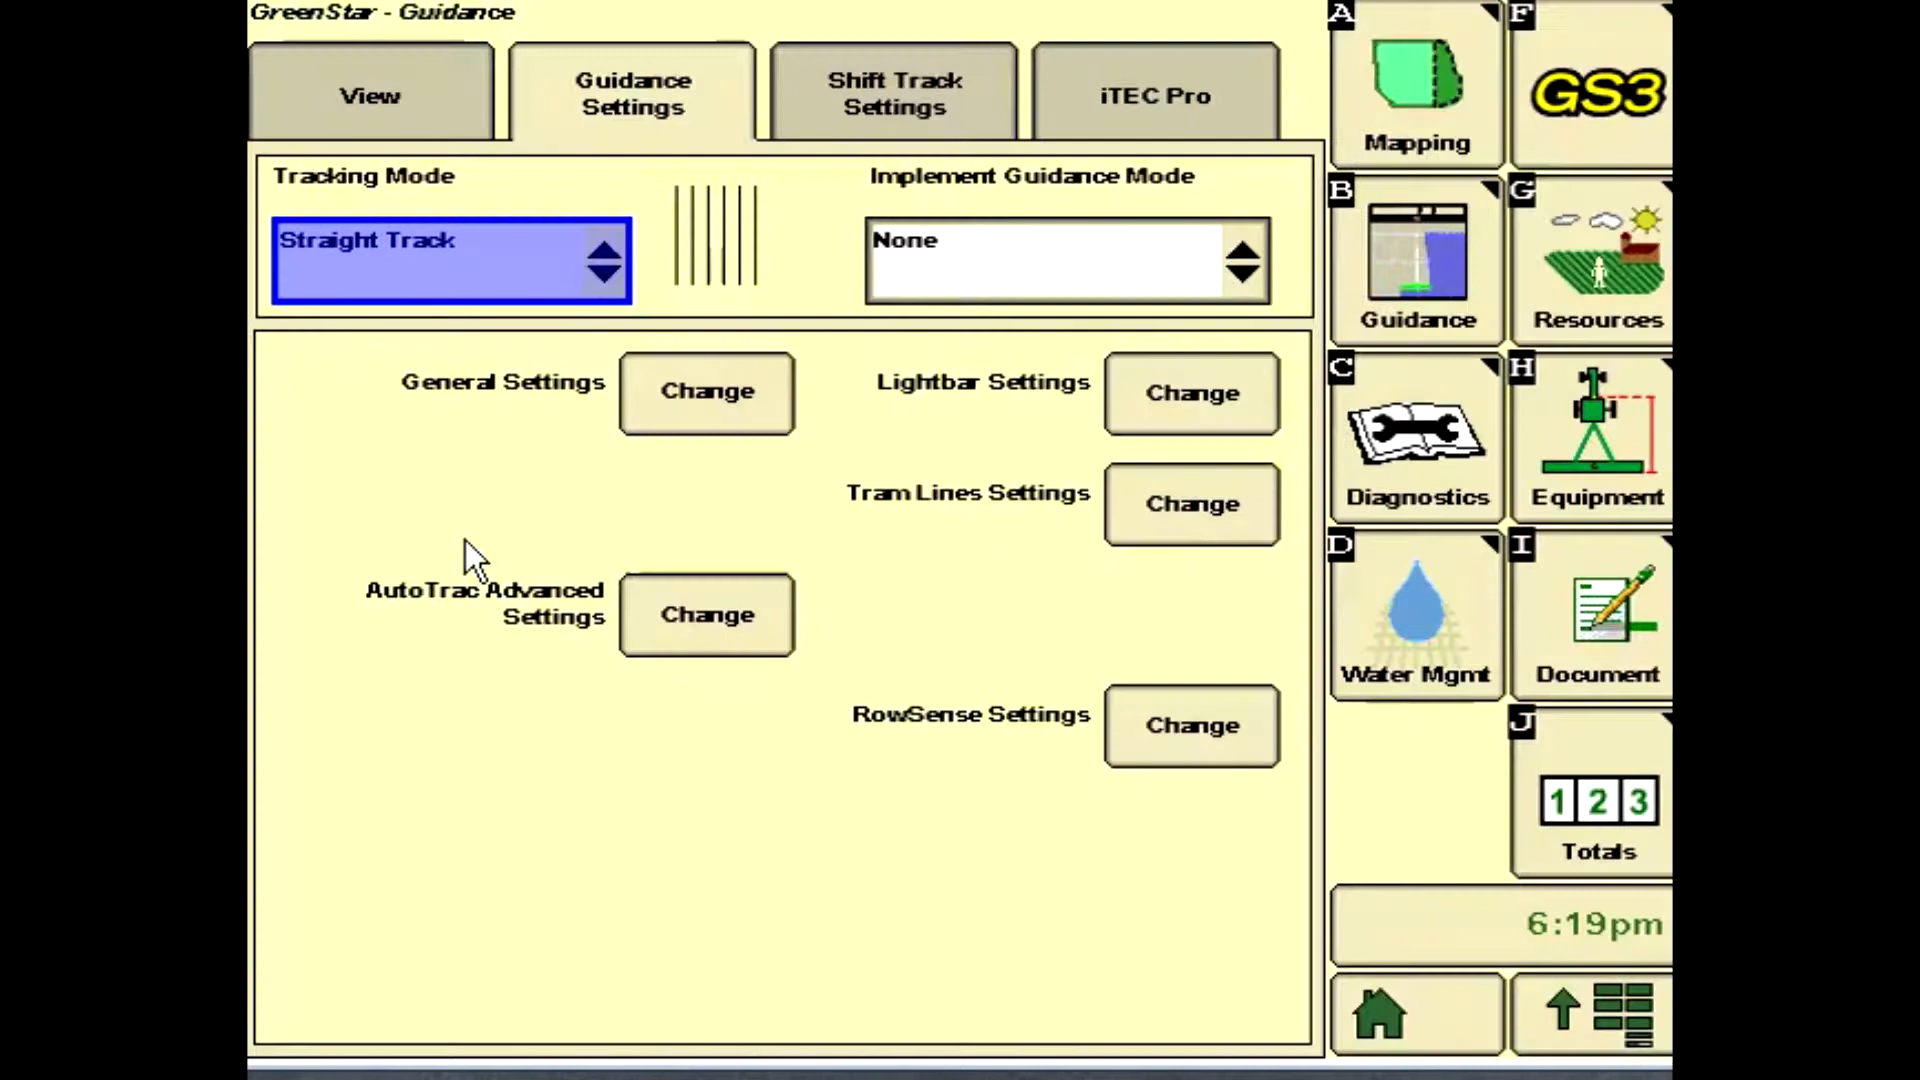 GreenStar - Guidance
View
Guidance
Settings
Shift Track
Settings
iTEC Pro
Tracking Mode
Straight Track
Implement Guidance Mode
None
General Settings
Change
Lightbar Settings
Change
Tram Lines Settings
Change
AutoTrac Advanced
Settings
Change
RowSense Settings
Change
A
Mapping
F
GS3
B
Guidance
G
Resources
C
Diagnostics
H
Equipment
D
Water Mgmt
I
Document
J
1 2 3
Totals
6:19pm